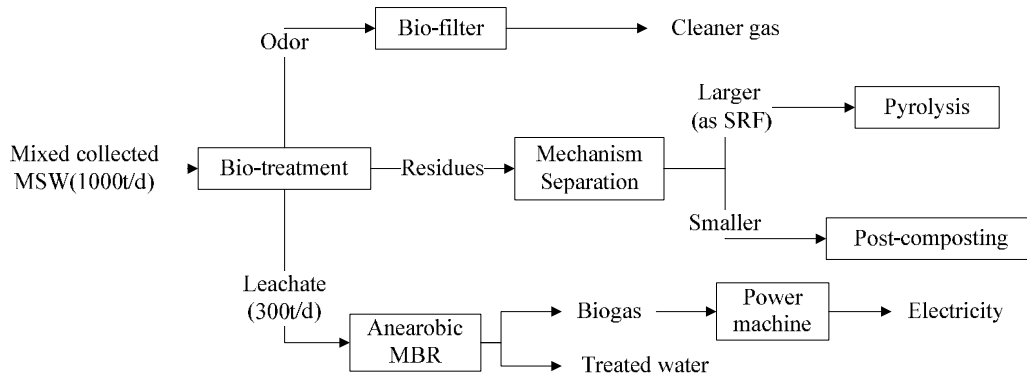 Odor
Bio-filter
Cleaner gas
Larger
(as SRF)
Pyrolysis
Mixed collected
MSW(1000t/d)
Bio-treatment
Residues
Mechanism
Separation
Smaller
Post-composting
Leachate
(300t/d)
Anearobic
MBR
Biogas
Power
machine
Electricity
Treated water